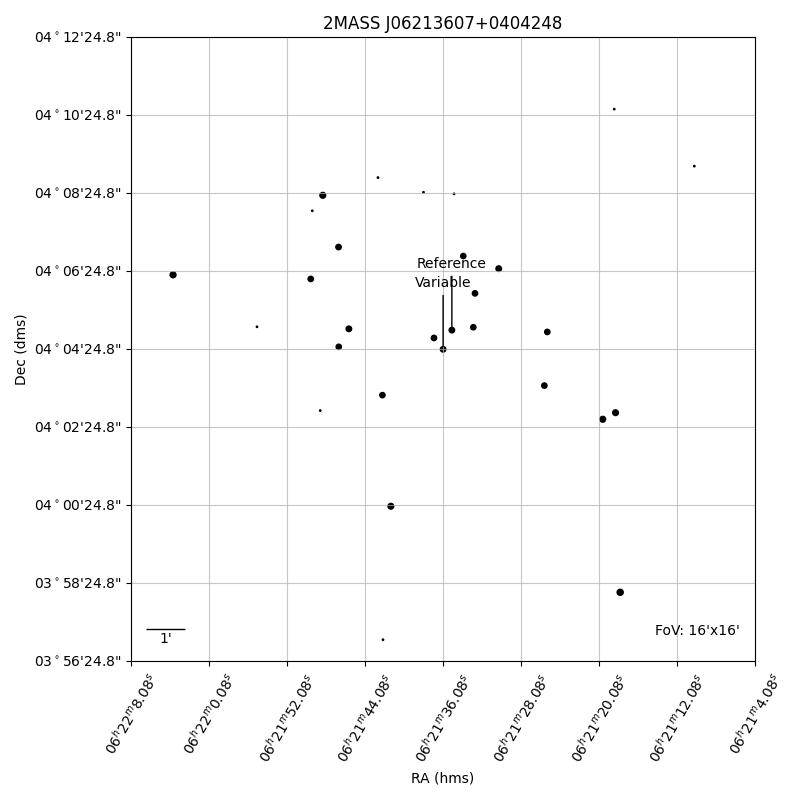 2MASS J06213607+0404248
04°12'24.8"
04°10'24.8"
04°08'24.8"
04°06'24.8"
04°04'24.8"
04°02'24.8"
04°00'24.8"
03°58'24.8"
03°56'24.8"
Dec (dms)
Reference
Variable
1'
FoV: 16'x16'
06h22m8.08s
06h22m0.08s
06h21m52.08s
06h21m44.08s
06h21m36.08s
06h21m28.08s
06h21m20.08s
06h21m12.08s
06h21m4.08s
RA (hms)